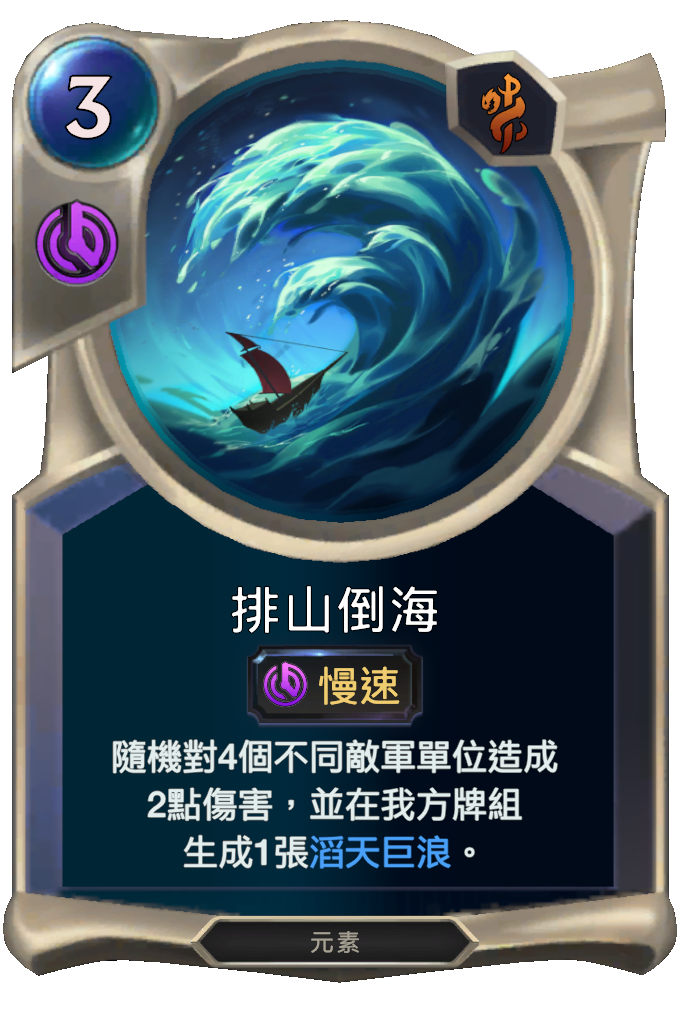 3
排山倒海
慢速
隨機對4個不同敵軍單位造成
2點傷害，並在我方牌組
生成1張滔天巨浪。
元素